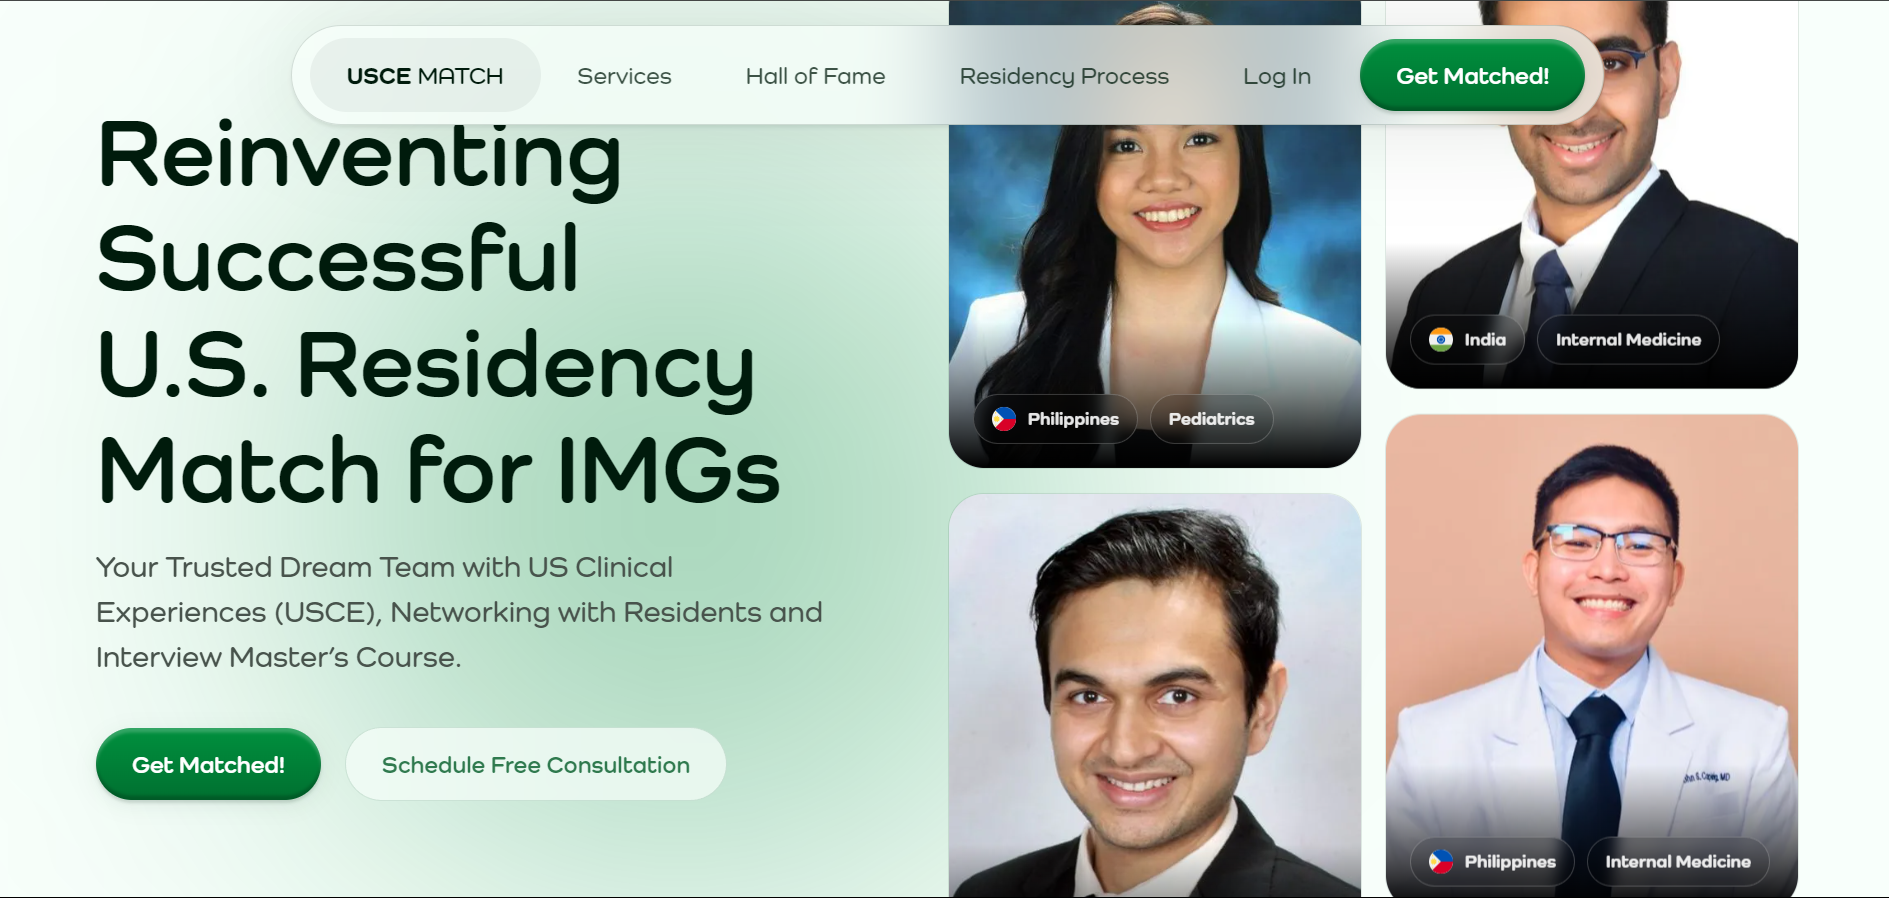 USCE MATCH
Services
Hall of Fame
Residency Process
Log In
Get Matched!
Reinventing
Successful
U.S. Residency
Match for IMGs
Your Trusted Dream Team with US Clinical
Experiences (USCE), Networking with Residents and
Interview Master’s Course.
Get Matched!
Schedule Free Consultation
Philippines
Pediatrics
India
Internal Medicine
MD
Philippines
Internal Medicine